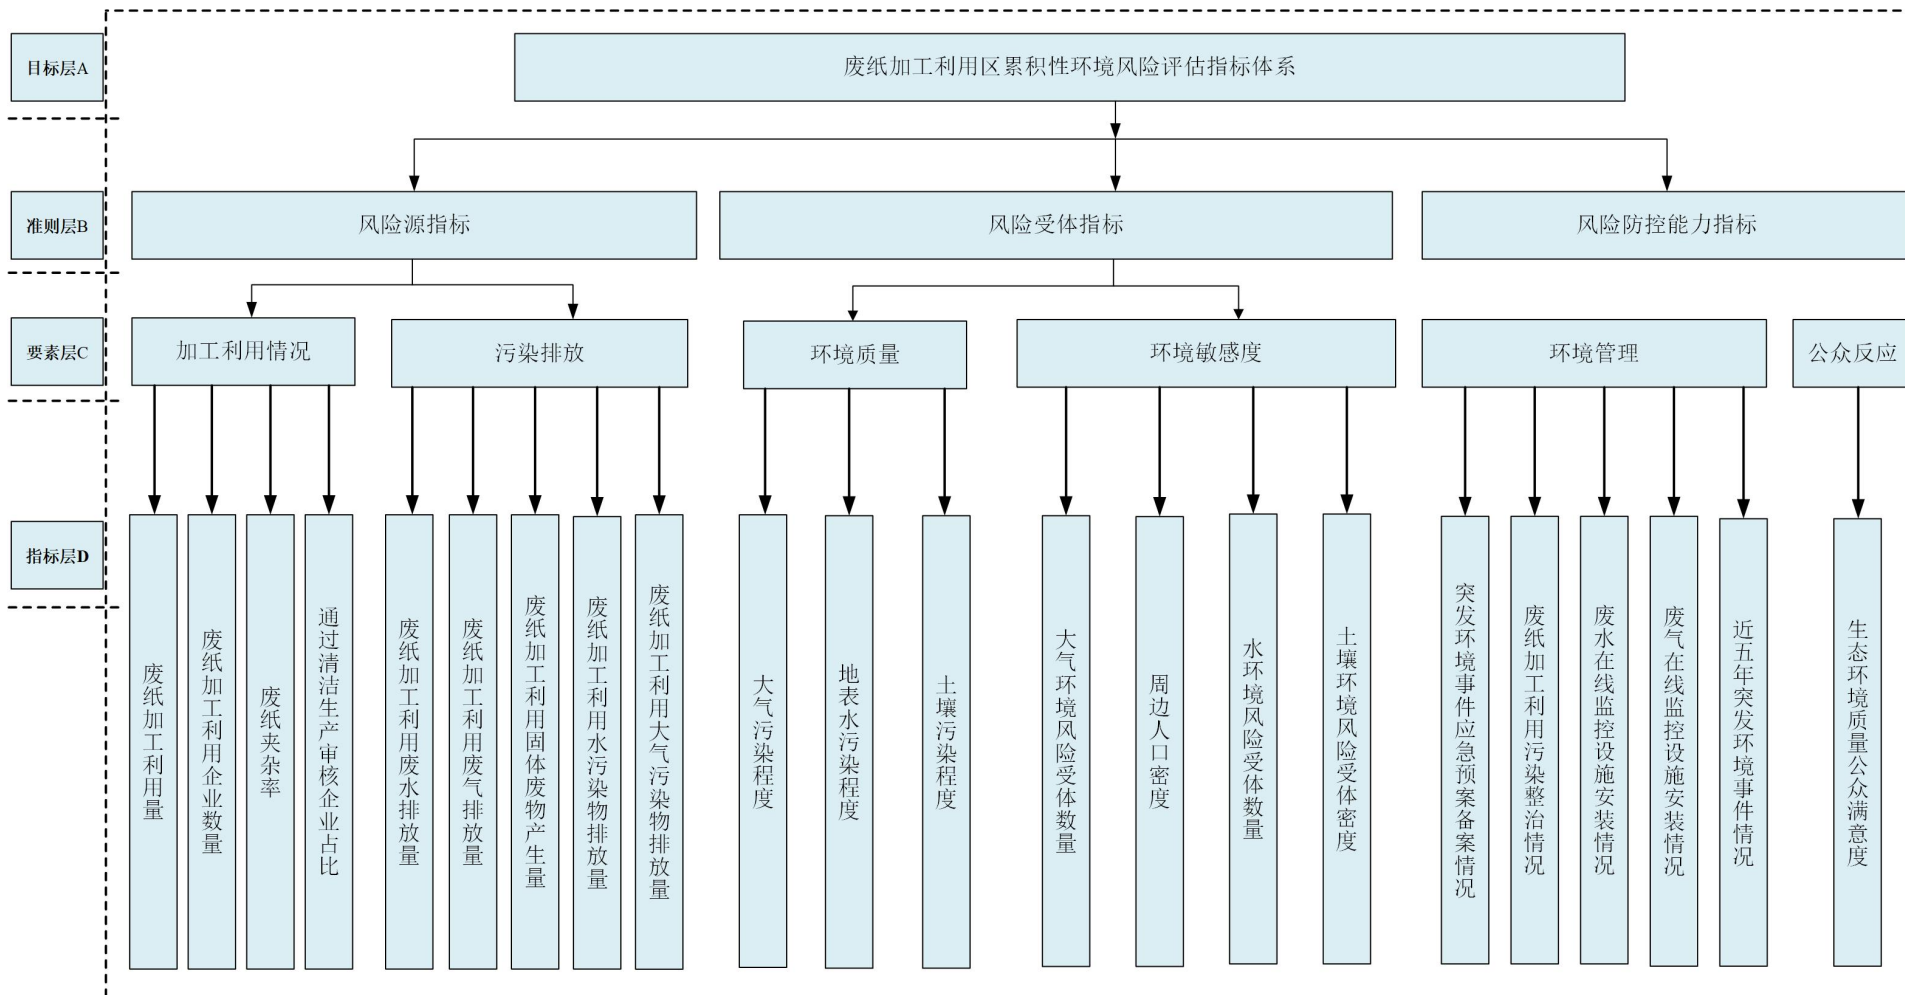 目标层A
废纸加工利用区累积性环境风险评估指标体系
准则层B
风险源指标
风险受体指标
风险防控能力指标
要素层C
加工利用情况
污染排放
环境质量
环境敏感度
环境管理
公众反应
指标层D
废纸加工利用量
废纸加工利用企业数量
废纸夹杂率
通过清洁生产审核企业占比
废纸加工利用废水排放量
废纸加工利用废气排放量
废纸加工利用固体废物产生量
废纸加工利用水污染物排放量
废纸加工利用大气污染物排放量
大气污染程度
地表水污染程度
土壤污染程度
大气环境风险受体数量
周边人口密度
水环境风险受体数量
土壤环境风险受体密度
突发环境事件应急预案备案情况
废纸加工利用污染整治情况
废水在线监控设施安装情况
废气在线监控设施安装情况
近五年突发环境事件情况
生态环境质量公众满意度